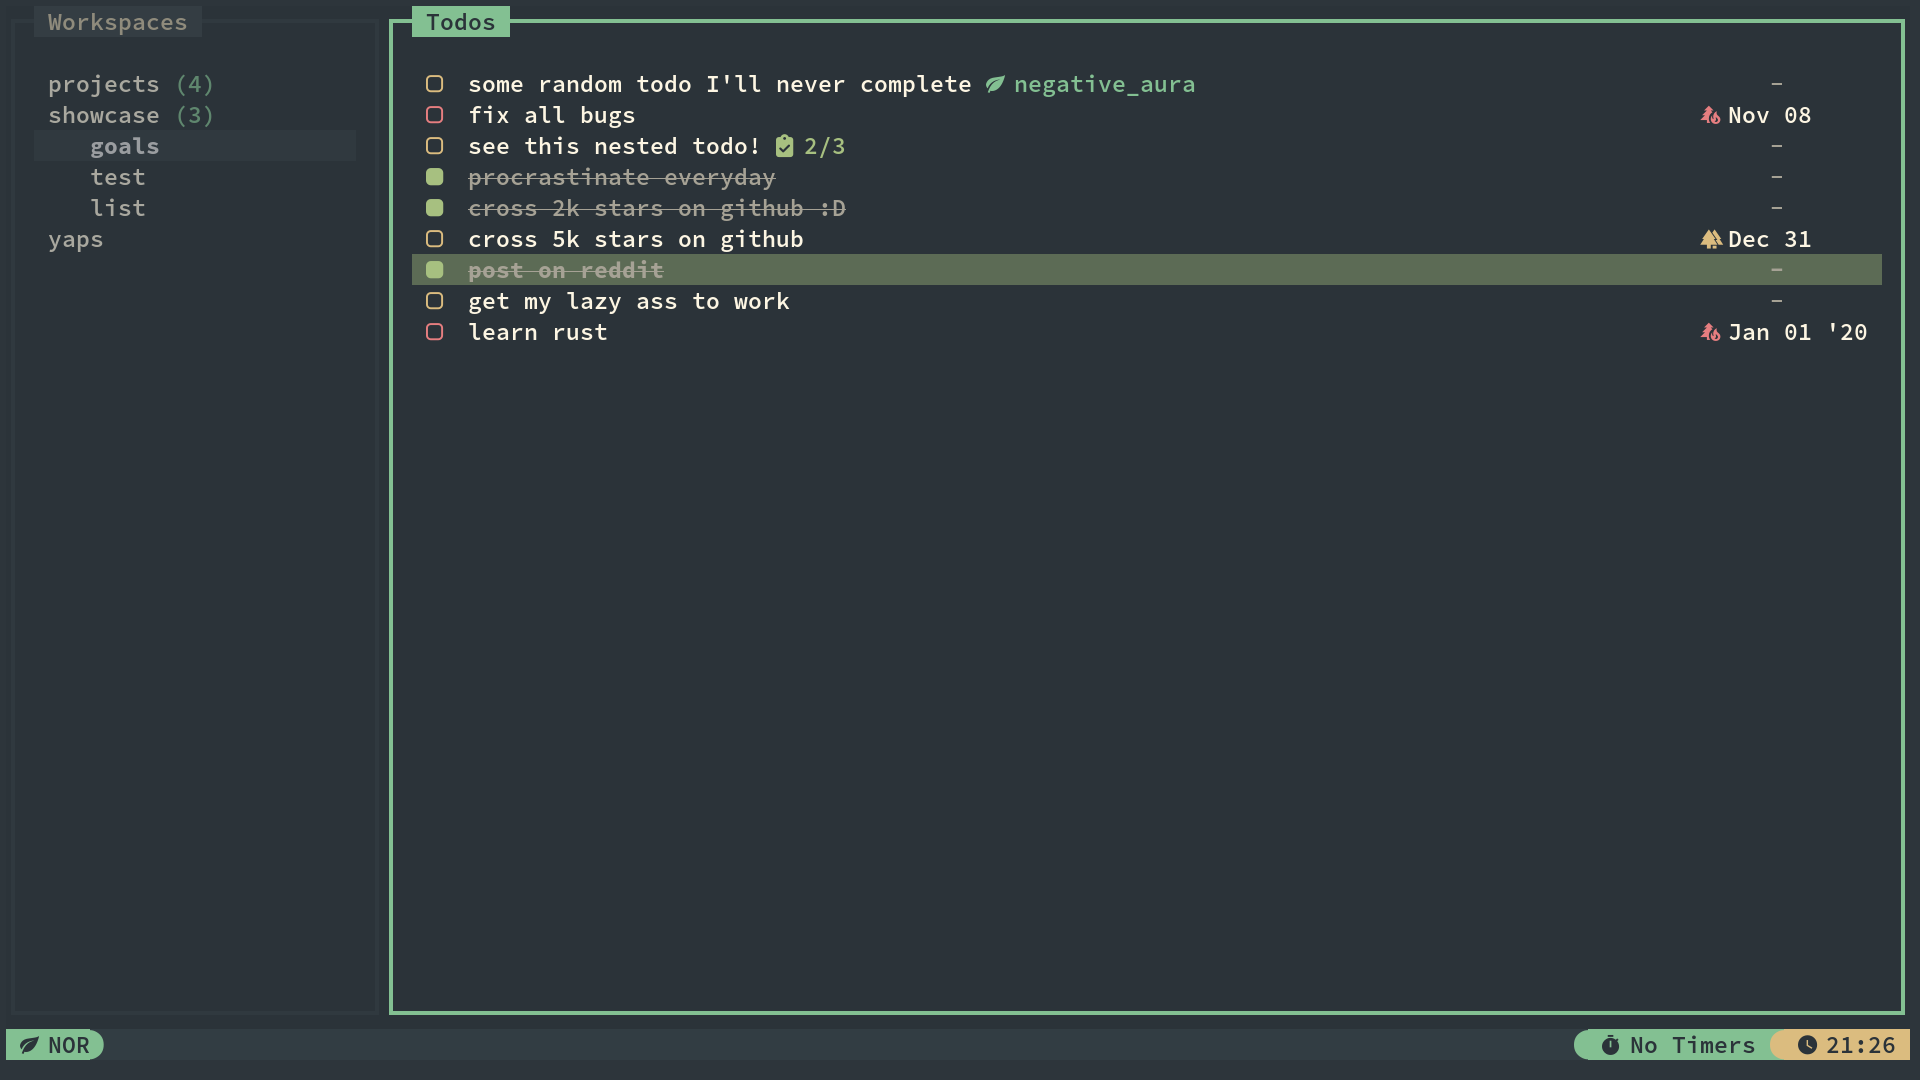 Workspaces
projects (4)
showcase (3)
goals
test
list
yaps
Todos
some random todo I'll never complete negative_aura –
fix all bugs Nov 08
see this nested todo! 2/3 –
procrastinate everyday –
cross 2k stars on github :D –
cross 5k stars on github Dec 31
post on reddit –
get my lazy ass to work –
learn rust Jan 01 '20
NOR No Timers 21:26